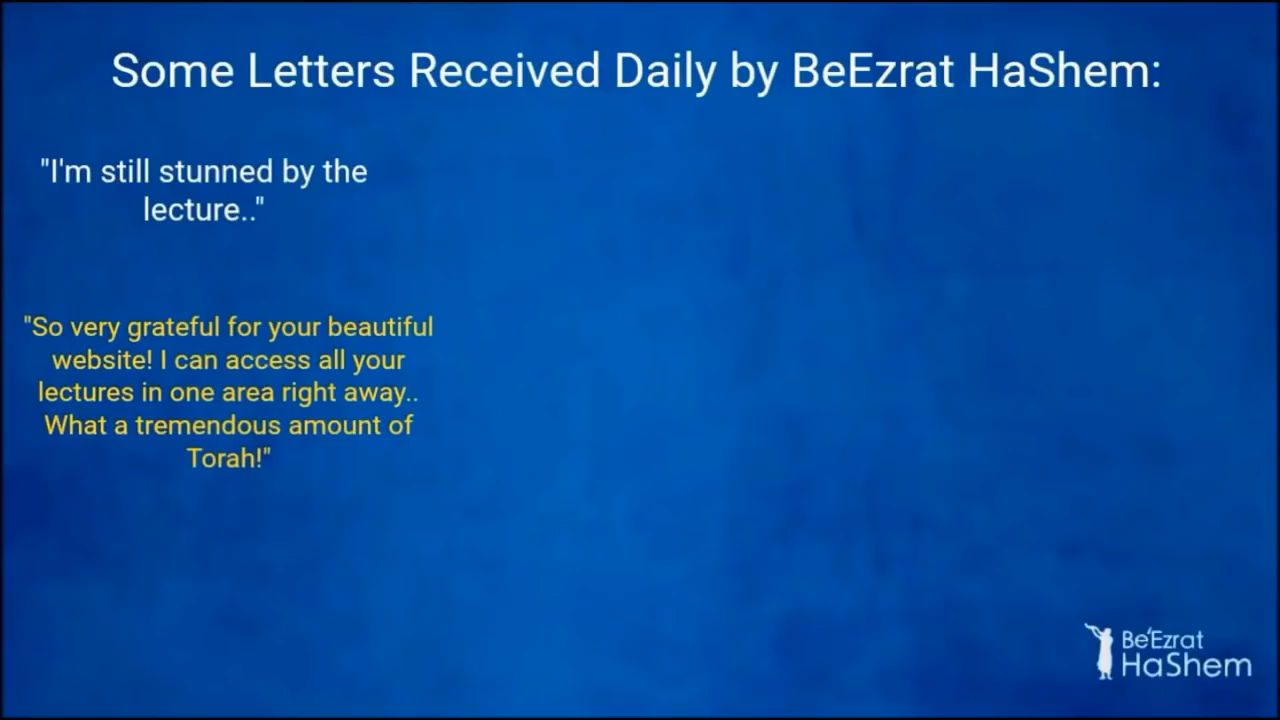 Some Letters Received Daily by BeEzrat HaShem:
"I'm still stunned by the
lecture.."
"So very grateful for your beautiful
website! I can access all your
lectures in one area right away..
What a tremendous amount of
Torah!"
Be'Ezrat
HaShem